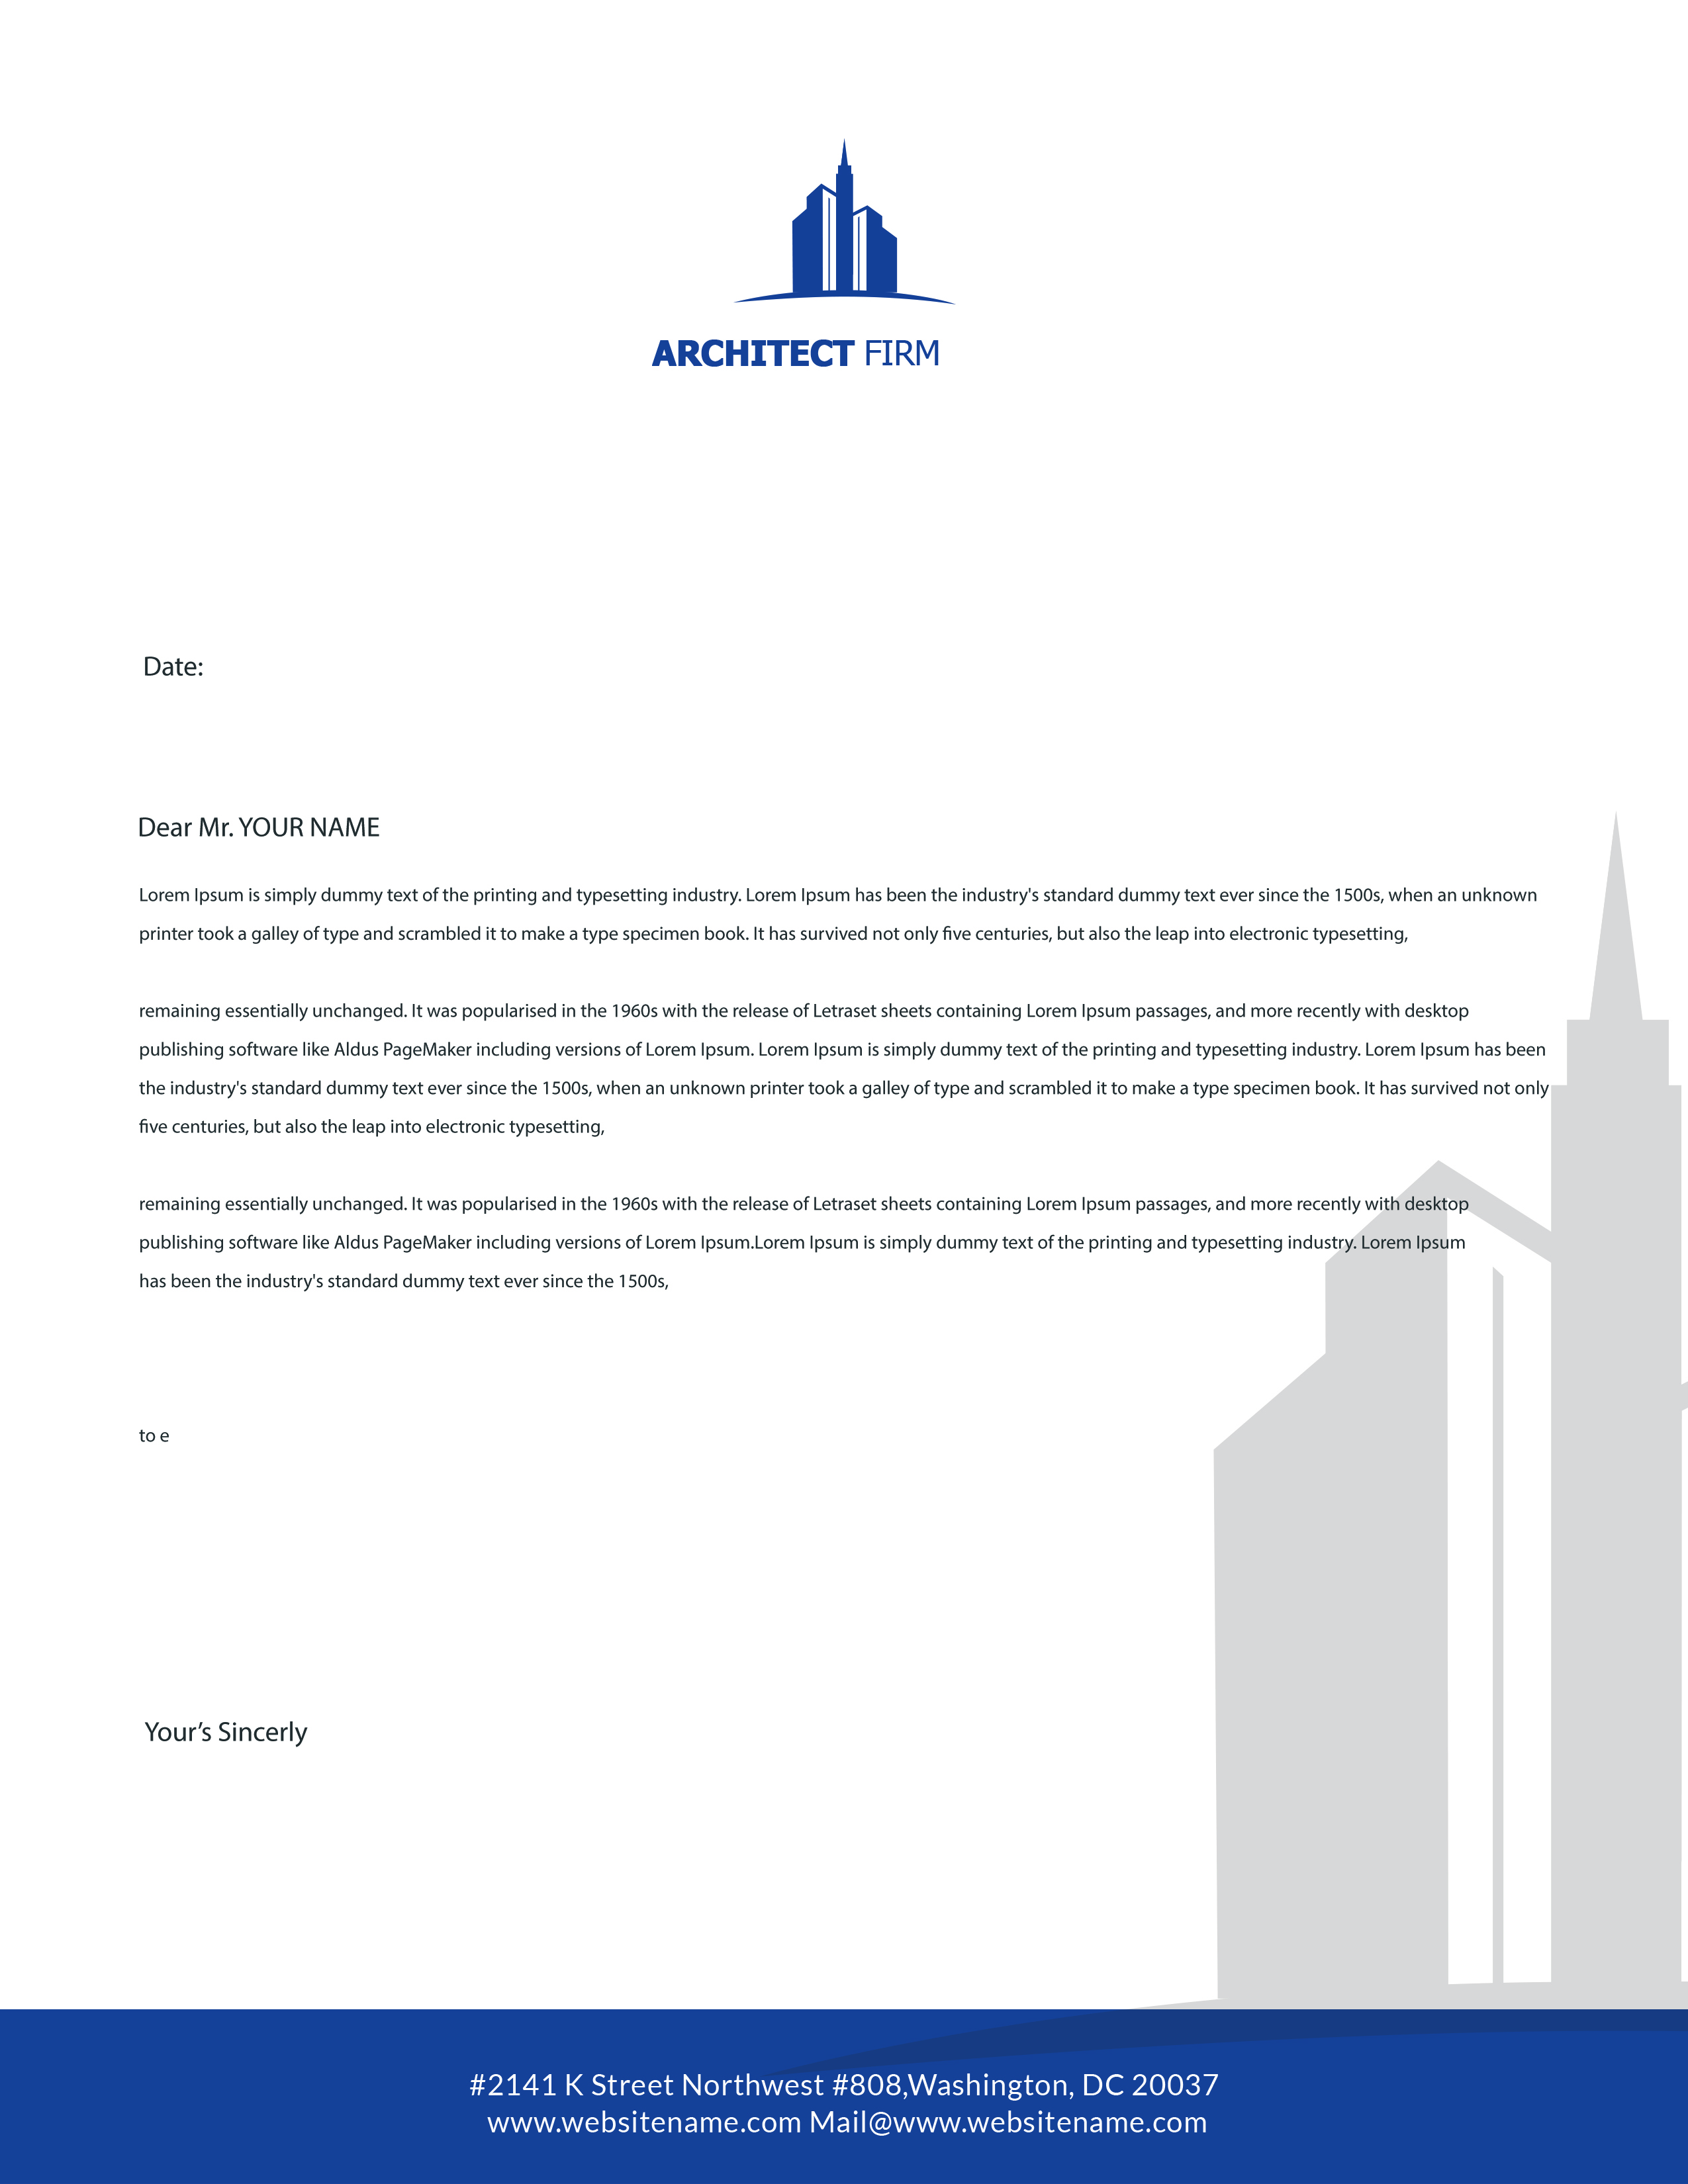 ARCHITECT FIRM
Date:
Dear Mr. YOUR NAME
Lorem Ipsum is simply dummy text of the printing and typesetting industry. Lorem Ipsum has been the industry's standard dummy text ever since the 1500s, when an unknown
printer took a galley of type and scrambled it to make a type specimen book. It has survived not only five centuries, but also the leap into electronic typesetting,
remaining essentially unchanged. It was popularised in the 1960s with the release of Letraset sheets containing Lorem Ipsum passages, and more recently with desktop
publishing software like Aldus PageMaker including versions of Lorem Ipsum. Lorem Ipsum is simply dummy text of the printing and typesetting industry. Lorem Ipsum has been
the industry's standard dummy text ever since the 1500s, when an unknown printer took a galley of type and scrambled it to make a type specimen book. It has survived not only
five centuries, but also the leap into electronic typesetting,
remaining essentially unchanged. It was popularised in the 1960s with the release of Letraset sheets containing Lorem Ipsum passages, and more recently with desktop
publishing software like Aldus PageMaker including versions of Lorem Ipsum.Lorem Ipsum is simply dummy text of the printing and typesetting industry. Lorem Ipsum
has been the industry's standard dummy text ever since the 1500s,
to e
Your’s Sincerly
#2141 K Street Northwest #808,Washington, DC 20037
www.websitename.com Mail@www.websitename.com